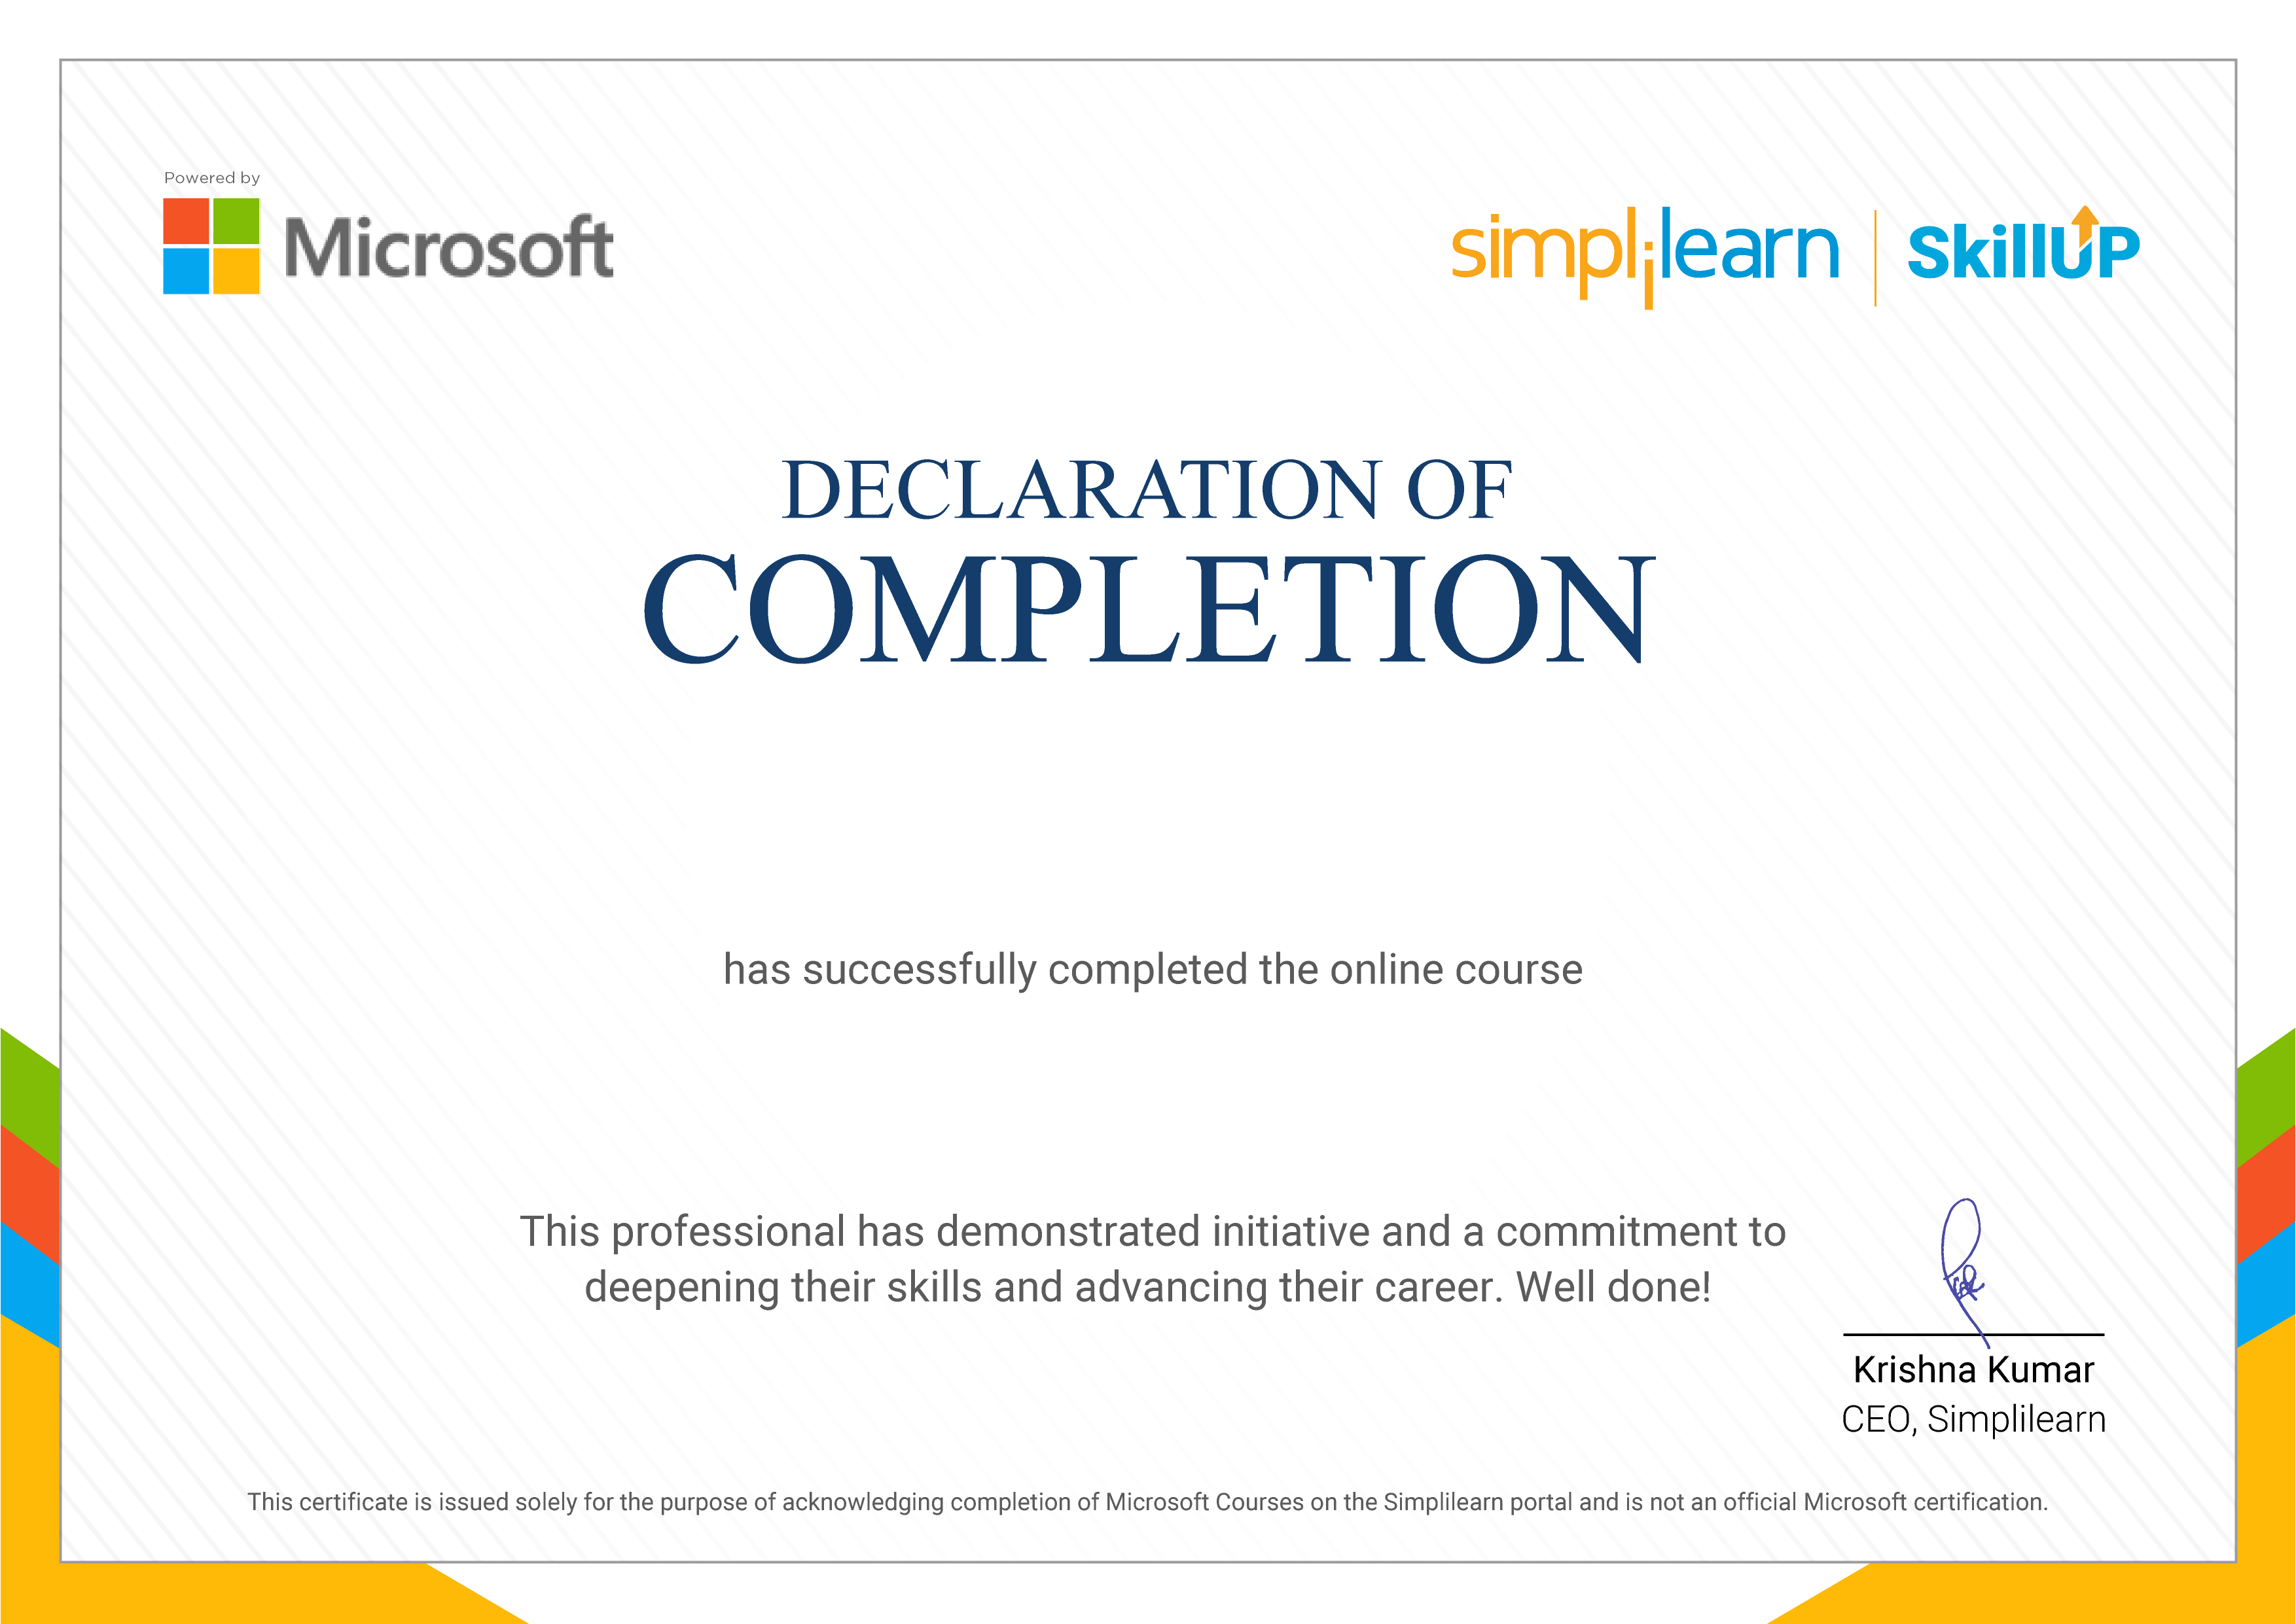 Powered by
Microsoft
simplilearn | SkillUP
DECLARATION OF
COMPLETION
has successfully completed the online course
This professional has demonstrated initiative and a commitment to
deepening their skills and advancing their career. Well done!
Krishna Kumar
CEO, Simplilearn
This certificate is issued solely for the purpose of acknowledging completion of Microsoft Courses on the Simplilearn portal and is not an official Microsoft certification.